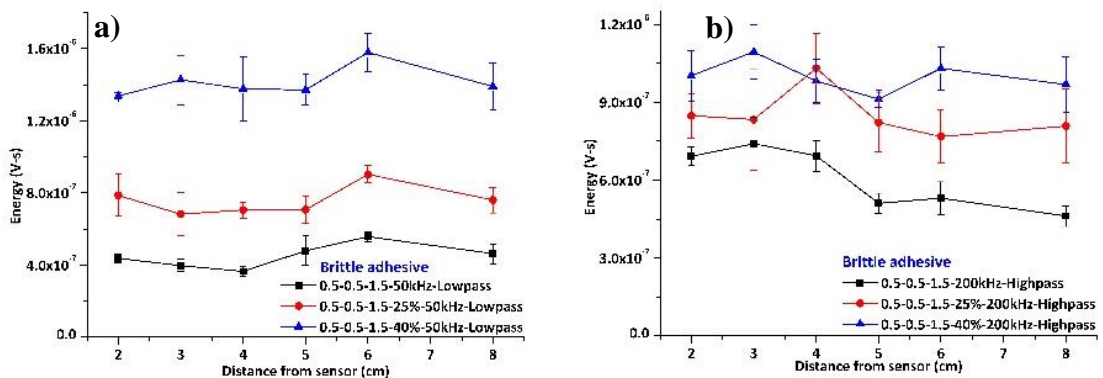 a)
1.6x10⁻⁶
1.2x10⁻⁶
8.0x10⁻⁷
4.0x10⁻⁷
0.0
Energy (V-s)
Brittle adhesive
0.5-0.5-1.5-50kHz-Lowpass
0.5-0.5-1.5-25%-50kHz-Lowpass
0.5-0.5-1.5-40%-50kHz-Lowpass
2 3 4 5 6 7 8
Distance from sensor (cm)
b)
1.2x10⁻⁶
9.0x10⁻⁷
6.0x10⁻⁷
3.0x10⁻⁷
0.0
Energy (V-s)
Brittle adhesive
0.5-0.5-1.5-200kHz-Highpass
0.5-0.5-1.5-25%-200kHz-Highpass
0.5-0.5-1.5-40%-200kHz-Highpass
2 3 4 5 6 7 8
Distance from sensor (cm)